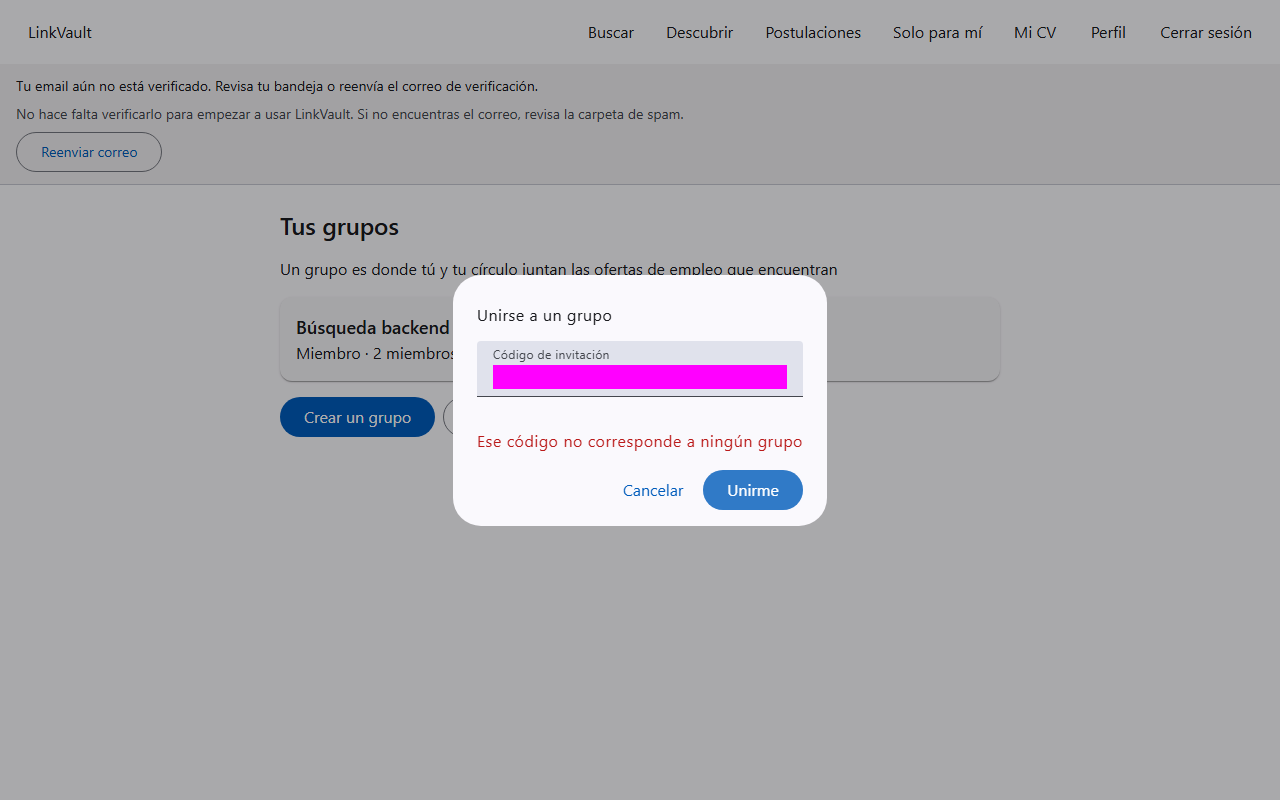 LinkVault
Buscar
Descubrir
Postulaciones
Solo para mí
Mi CV
Perfil
Cerrar sesión
Tu email aún no está verificado. Revisa tu bandeja o reenvía el correo de verificación.
No hace falta verificarlo para empezar a usar LinkVault. Si no encuentras el correo, revisa la carpeta de spam.
Reenviar correo
Tus grupos
Un grupo es donde tú y tu círculo juntan las ofertas de empleo que encuentran
Búsqueda backend
Miembro · 2 miembros
Crear un grupo
Unirse a un grupo
Código de invitación
Ese código no corresponde a ningún grupo
Cancelar
Unirme